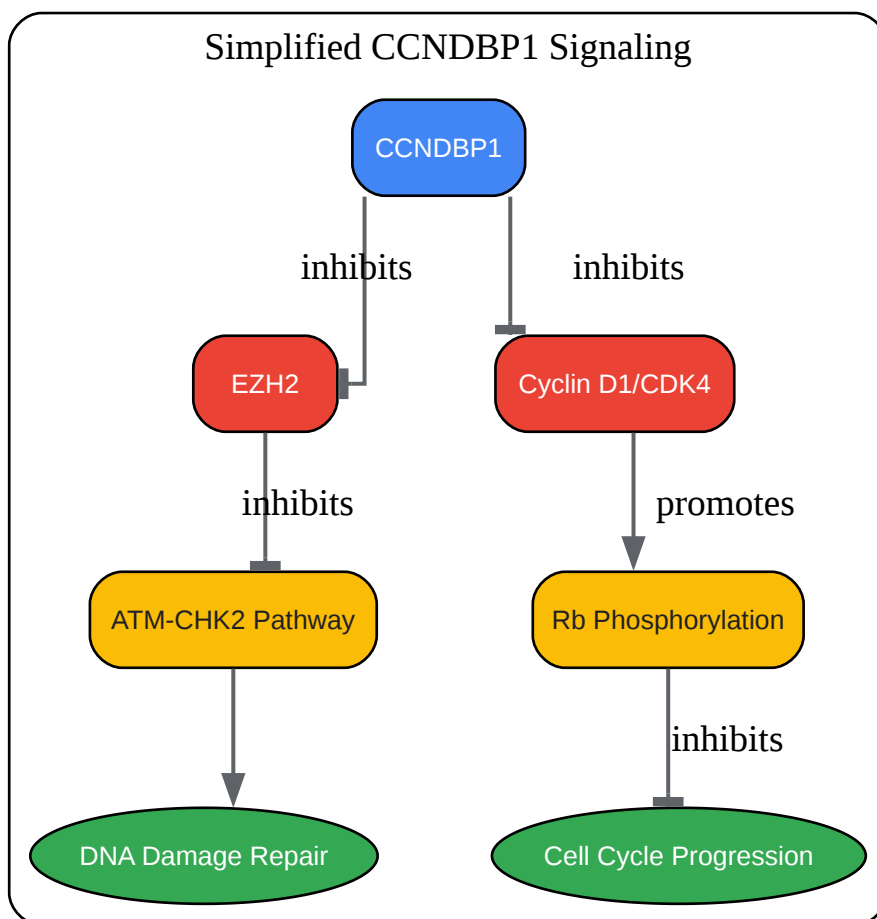 Simplified CCNDBP1 Signaling
CCNDBP1
inhibits
inhibits
EZH2
Cyclin D1/CDK4
inhibits
promotes
ATM-CHK2 Pathway
Rb Phosphorylation
inhibits
DNA Damage Repair
Cell Cycle Progression